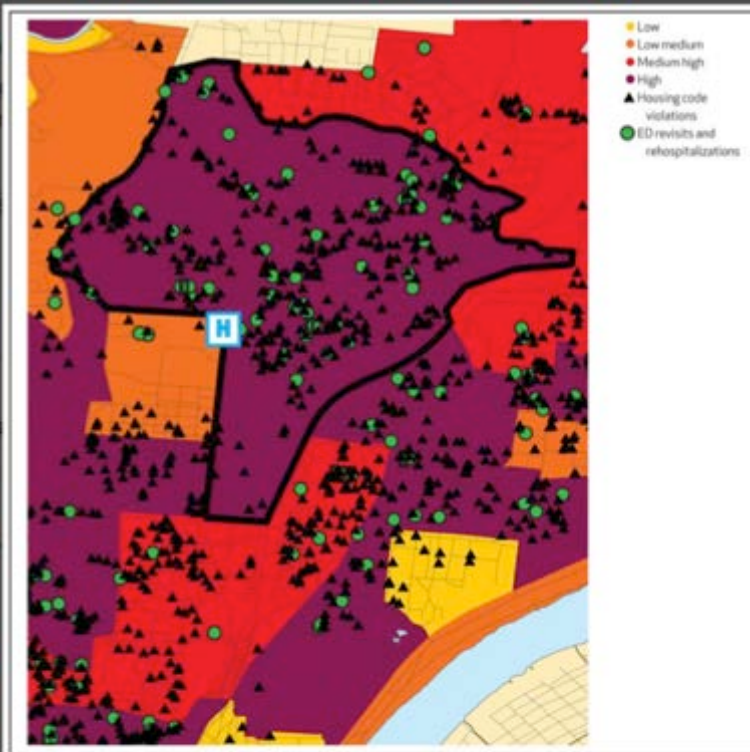 Low
Low medium
Medium high
High
Housing code
violations
ED revisits and
rehospitalizations
H